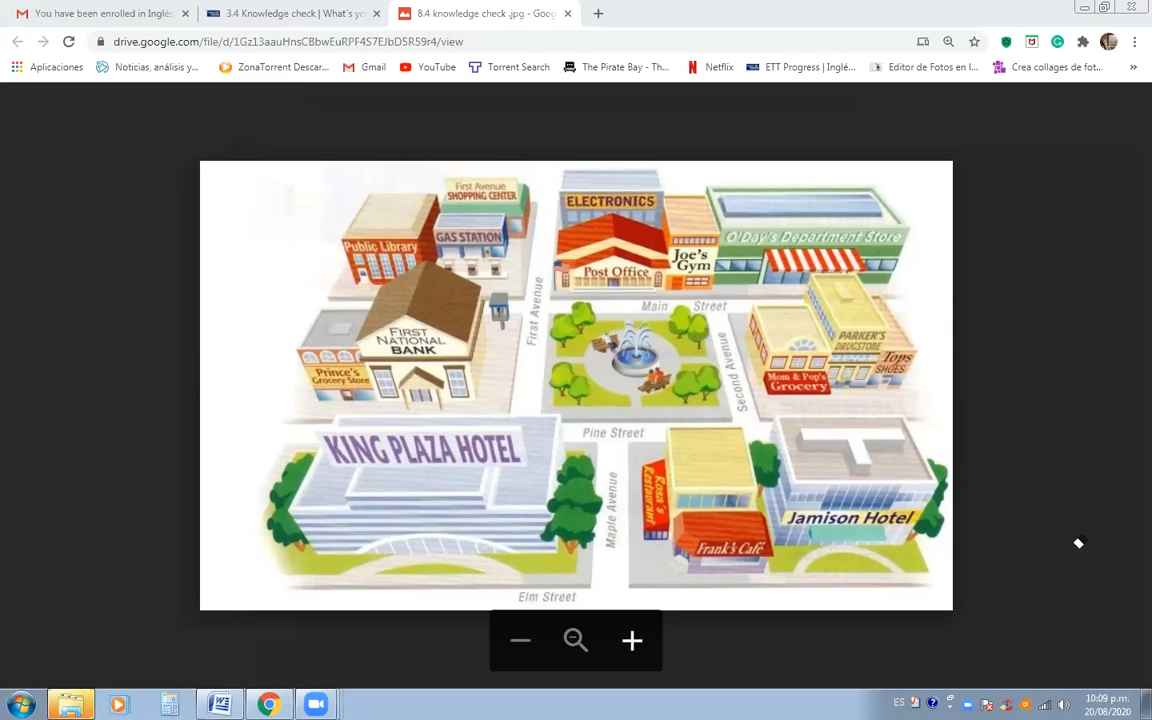 You have been enrolled in Inglés
3.4 Knowledge check | What's yo
8.4 knowledge check .jpg - Goog
drive.google.com/file/d/1Gz13aauHnsCBbwEuRPF4S7EJbD5R59r4/view
Aplicaciones
Noticias, análisis y...
ZonaTorrent Descar...
Gmail
YouTube
Torrent Search
The Pirate Bay - Th...
Netflix
ETT Progress | Inglé...
Editor de Fotos en l...
Crea collages de fot...
»
First Avenue
SHOPPING CENTER
ELECTRONICS
Public Library
GAS STATION
Post Office
Joe's
Gym
O'Day's Department Store
First Avenue
Main Street
FIRST
NATIONAL
BANK
Prince's
Grocery Store
Second Avenue
PARKER'S
DRUGSTORE
Tops
SHOES
Mom & Pop's
Grocery
Pine Street
KING PLAZA HOTEL
Maple Avenue
Rosa's
Restaurant
Frank's Café
Jamison Hotel
Elm Street
ES
10:09 p.m.
20/08/2020